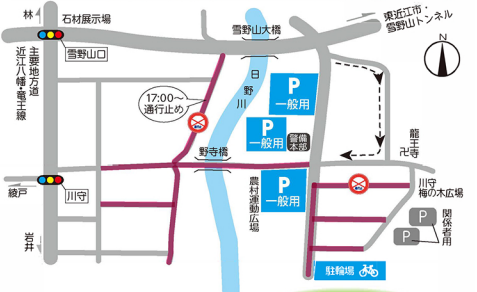 林
石材展示場
雪野山大橋
東近江市・
雪野山トンネル
N
雪野山口
主要地方道
近江八幡・竜王線
17:00～
通行止め
日野川
P
一般用
P
一般用
警備
本部
野寺橋
龍王寺
卍
川守
綾戸
P
一般用
農村運動広場
川守
梅の木広場
P
P
関係者用
岩井
駐輪場